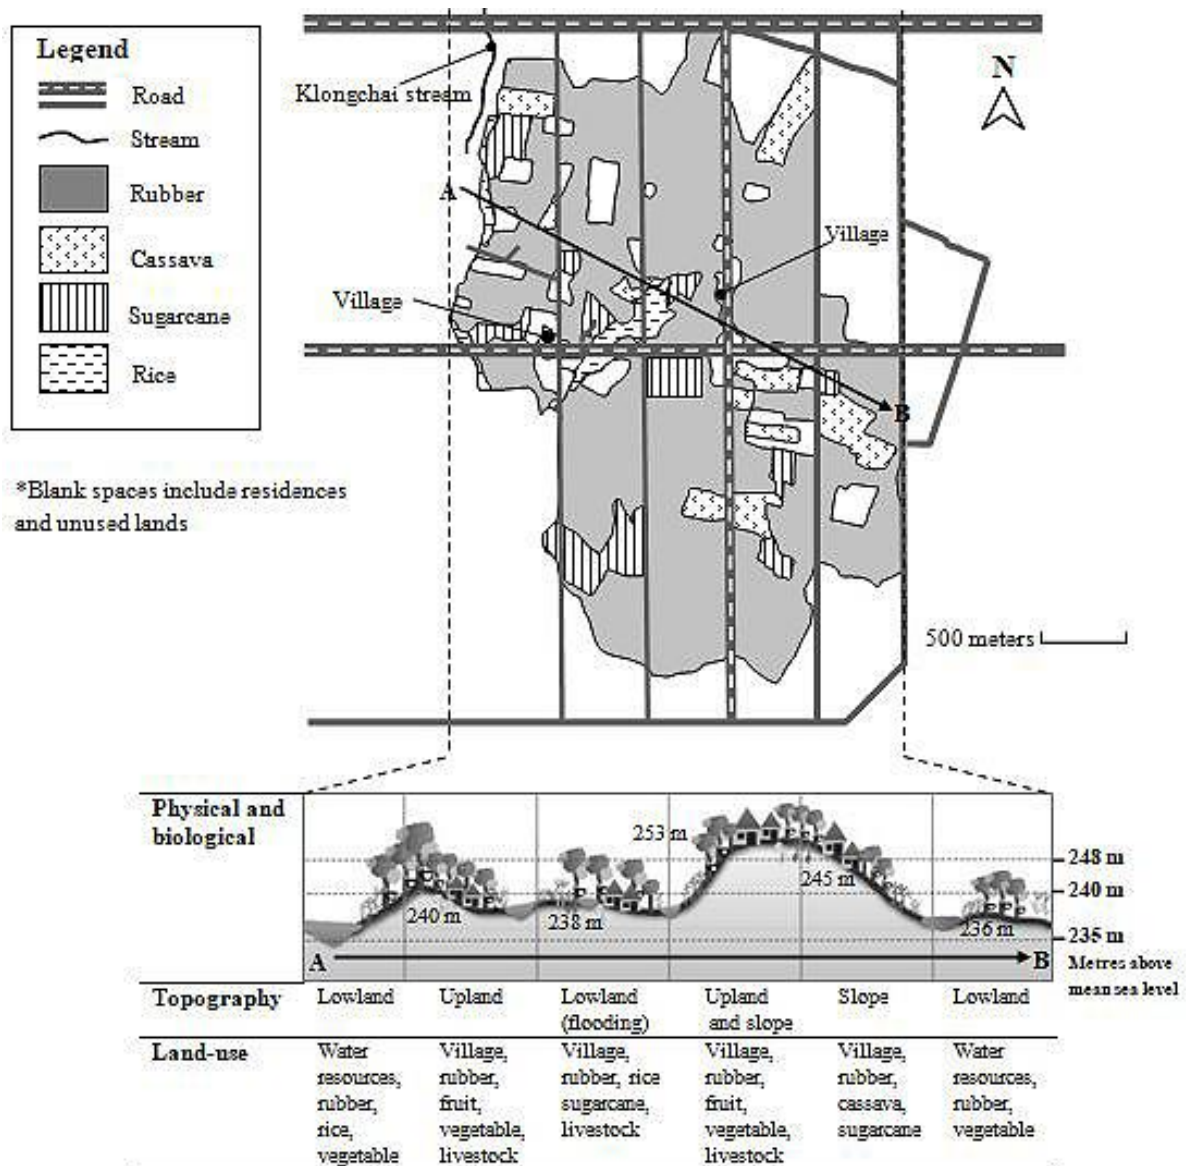 Legend
Road
Stream
Rubber
Cassava
Sugarcane
Rice
*Blank spaces include residences
and unused lands
Klongchai stream
N
A
Village
Village
B
500 meters
Physical and
biological
253 m
248 m
245 m
240 m
240 m
238 m
236 m
235 m
A
B
Metres above
mean sea level
Topography
Lowland
Upland
Lowland
(flooding)
Upland
and slope
Slope
Lowland
Land-use
Water
resources,
rubber,
rice,
vegetable
Village,
rubber,
fruit,
vegetable,
livestock
Village,
rubber, rice
sugarcane,
livestock
Village,
rubber,
fruit,
vegetable,
livestock
Village,
rubber,
cassava,
sugarcane
Water
resources,
rubber,
vegetable